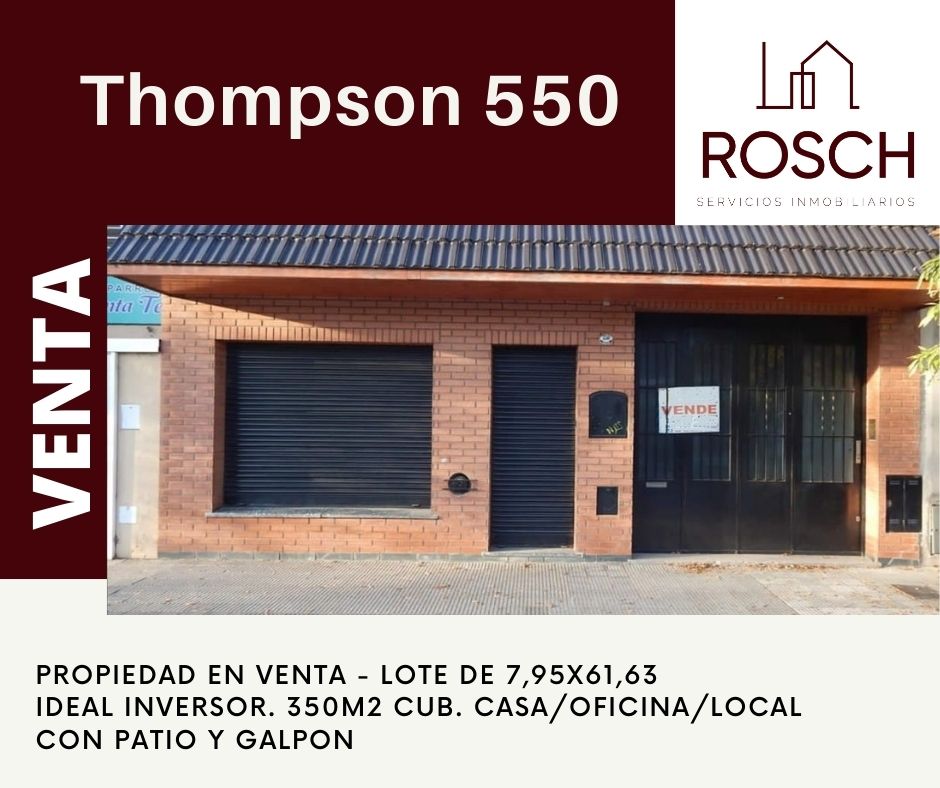 Thompson 550
ROSCH
SERVICIOS INMOBILIARIOS
VENTA
VENDE
PROPIEDAD EN VENTA - LOTE DE 7,95X61,63
IDEAL INVERSOR. 350M2 CUB. CASA/OFICINA/LOCAL
CON PATIO Y GALPON